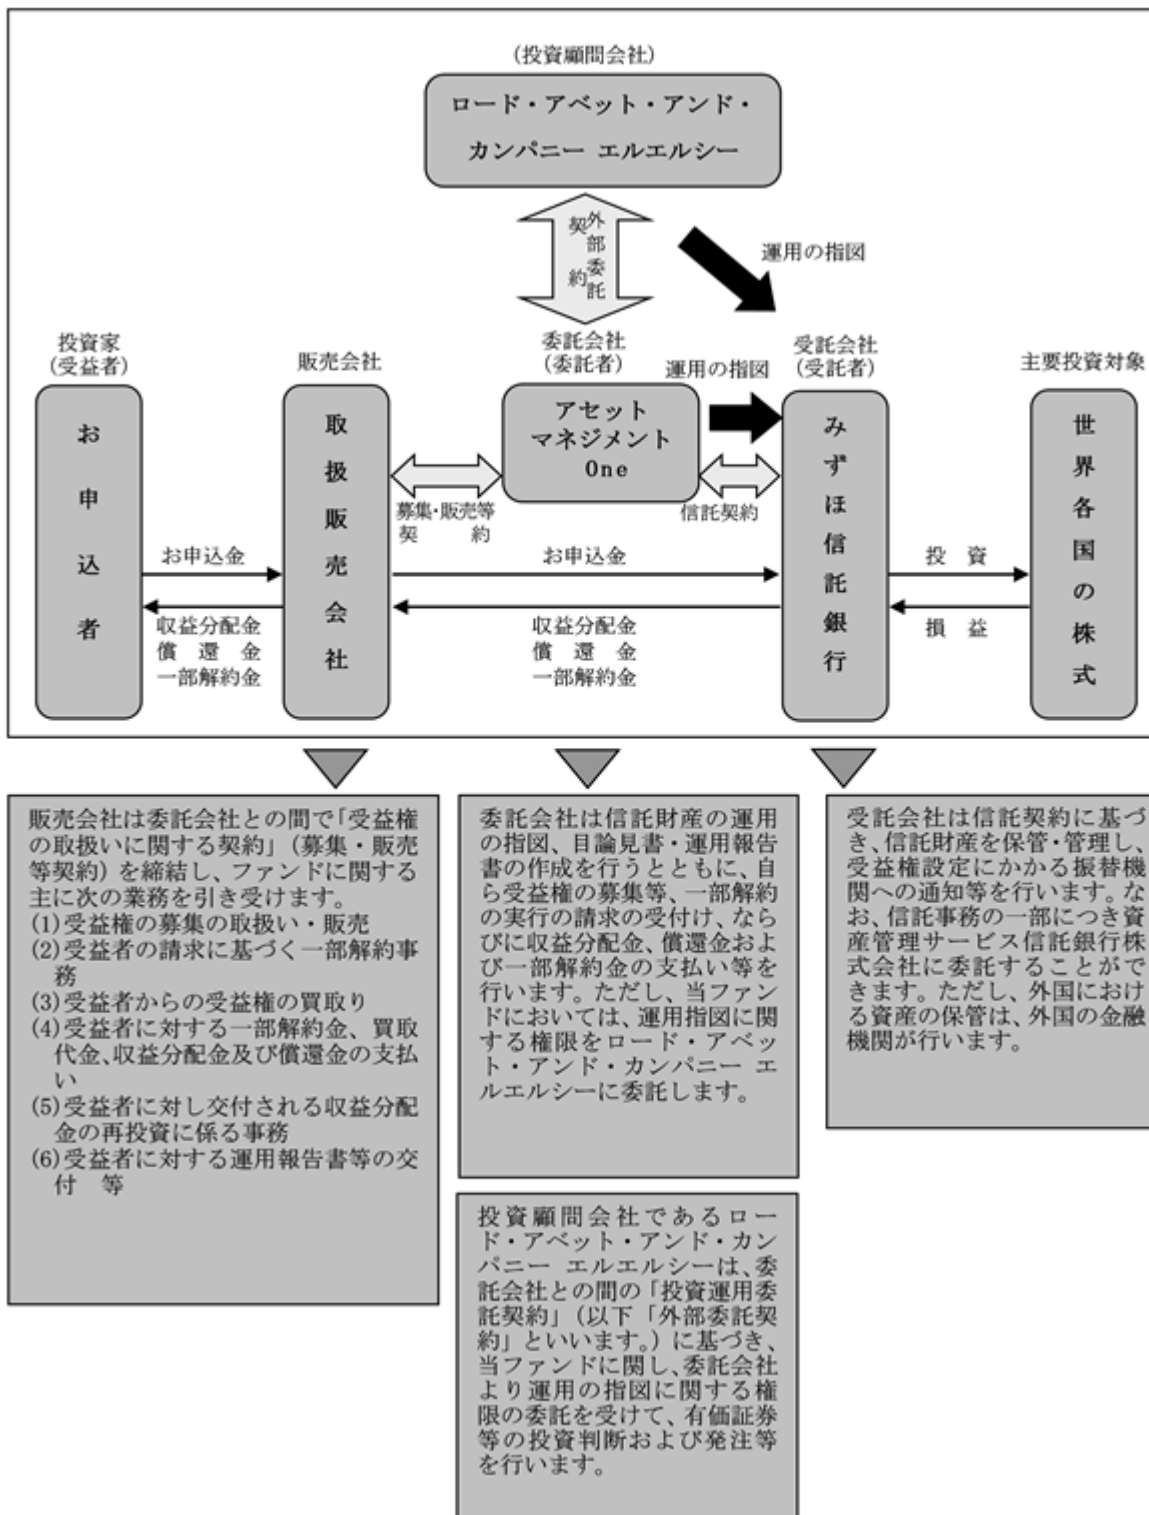 (投資顧問会社)
ロード・アベット・アンド・
カンパニー エルエルシー
外部委託
契約
運用の指図
投資家
(受益者)
販売会社
委託会社
(委託者)
運用の指図
受託会社
(受託者)
主要投資対象
お申込者
取扱販売会社
アセット
マネジメント
One
みずほ信託銀行
世界各国の株式
募集・販売等
契約
信託契約
お申込金
お申込金
投資
収益分配金
償還金
一部解約金
収益分配金
償還金
一部解約金
損益
販売会社は委託会社との間で「受益権
の取扱いに関する契約」(募集・販売
等契約)を締結し、ファンドに関する
主に次の業務を引き受けます。
(1)受益権の募集の取扱い・販売
(2)受益者の請求に基づく一部解約事
務
(3)受益者からの受益権の買取り
(4)受益者に対する一部解約金、買取
代金、収益分配金及び償還金の支払
い
(5)受益者に対し交付される収益分配
金の再投資に係る事務
(6)受益者に対する運用報告書等の交
付 等
委託会社は信託財産の運用
の指図、目論見書・運用報告
書の作成を行うとともに、自
ら受益権の募集等、一部解約
の実行の請求の受付け、なら
びに収益分配金、償還金およ
び一部解約金の支払い等を
行います。ただし、当ファン
ドにおいては、運用指図に関
する権限をロード・アベッ
ト・アンド・カンパニー エ
ルエルシーに委託します。
投資顧問会社であるロー
ド・アベット・アンド・カン
パニー エルエルシーは、委
託会社との間の「投資運用委
託契約」(以下「外部委託契
約」といいます。)に基づき、
当ファンドに関し、委託会社
より運用の指図に関する権
限の委託を受けて、有価証券
等の投資判断および発注等
を行います。
受託会社は信託契約に基づ
き、信託財産を保管・管理し、
受益権設定にかかる振替機
関への通知等を行います。な
お、信託事務の一部につき資
産管理サービス信託銀行株
式会社に委託することがで
きます。ただし、外国におけ
る資産の保管は、外国の金融
機関が行います。